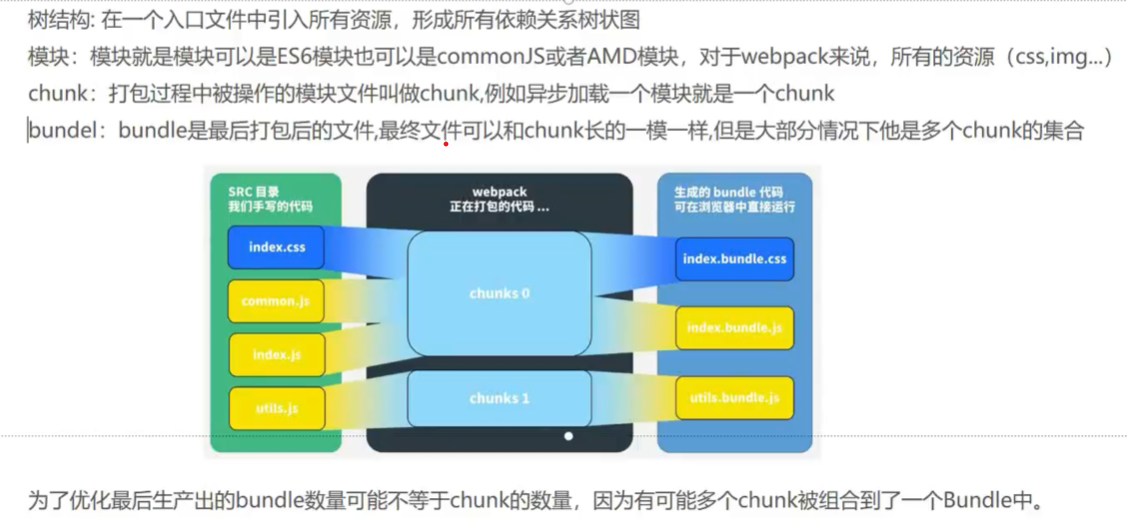 树结构: 在一个入口文件中引入所有资源，形成所有依赖关系树状图
模块：模块就是模块可以是ES6模块也可以是commonJS或者AMD模块，对于webpack来说，所有的资源（css,img...）
chunk：打包过程中被操作的模块文件叫做chunk,例如异步加载一个模块就是一个chunk
bundel：bundle是最后打包后的文件,最终文件可以和chunk长的一模一样,但是大部分情况下他是多个chunk的集合
SRC 目录
我们手写的代码
index.css
common.js
index.js
utils.js
webpack
正在打包的代码 ...
chunks 0
chunks 1
生成的 bundle 代码
可在浏览器中直接运行
index.bundle.css
index.bundle.js
utils.bundle.js
为了优化最后生产出的bundle数量可能不等于chunk的数量，因为有可能多个chunk被组合到了一个Bundle中。